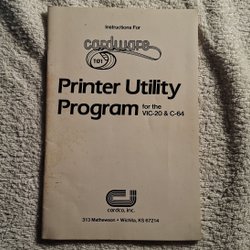 Instructions For
cardware
101
Printer Utility
Program for the
VIC-20 & C-64
cardco, inc.
313 Mathewson • Wichita, KS 67214